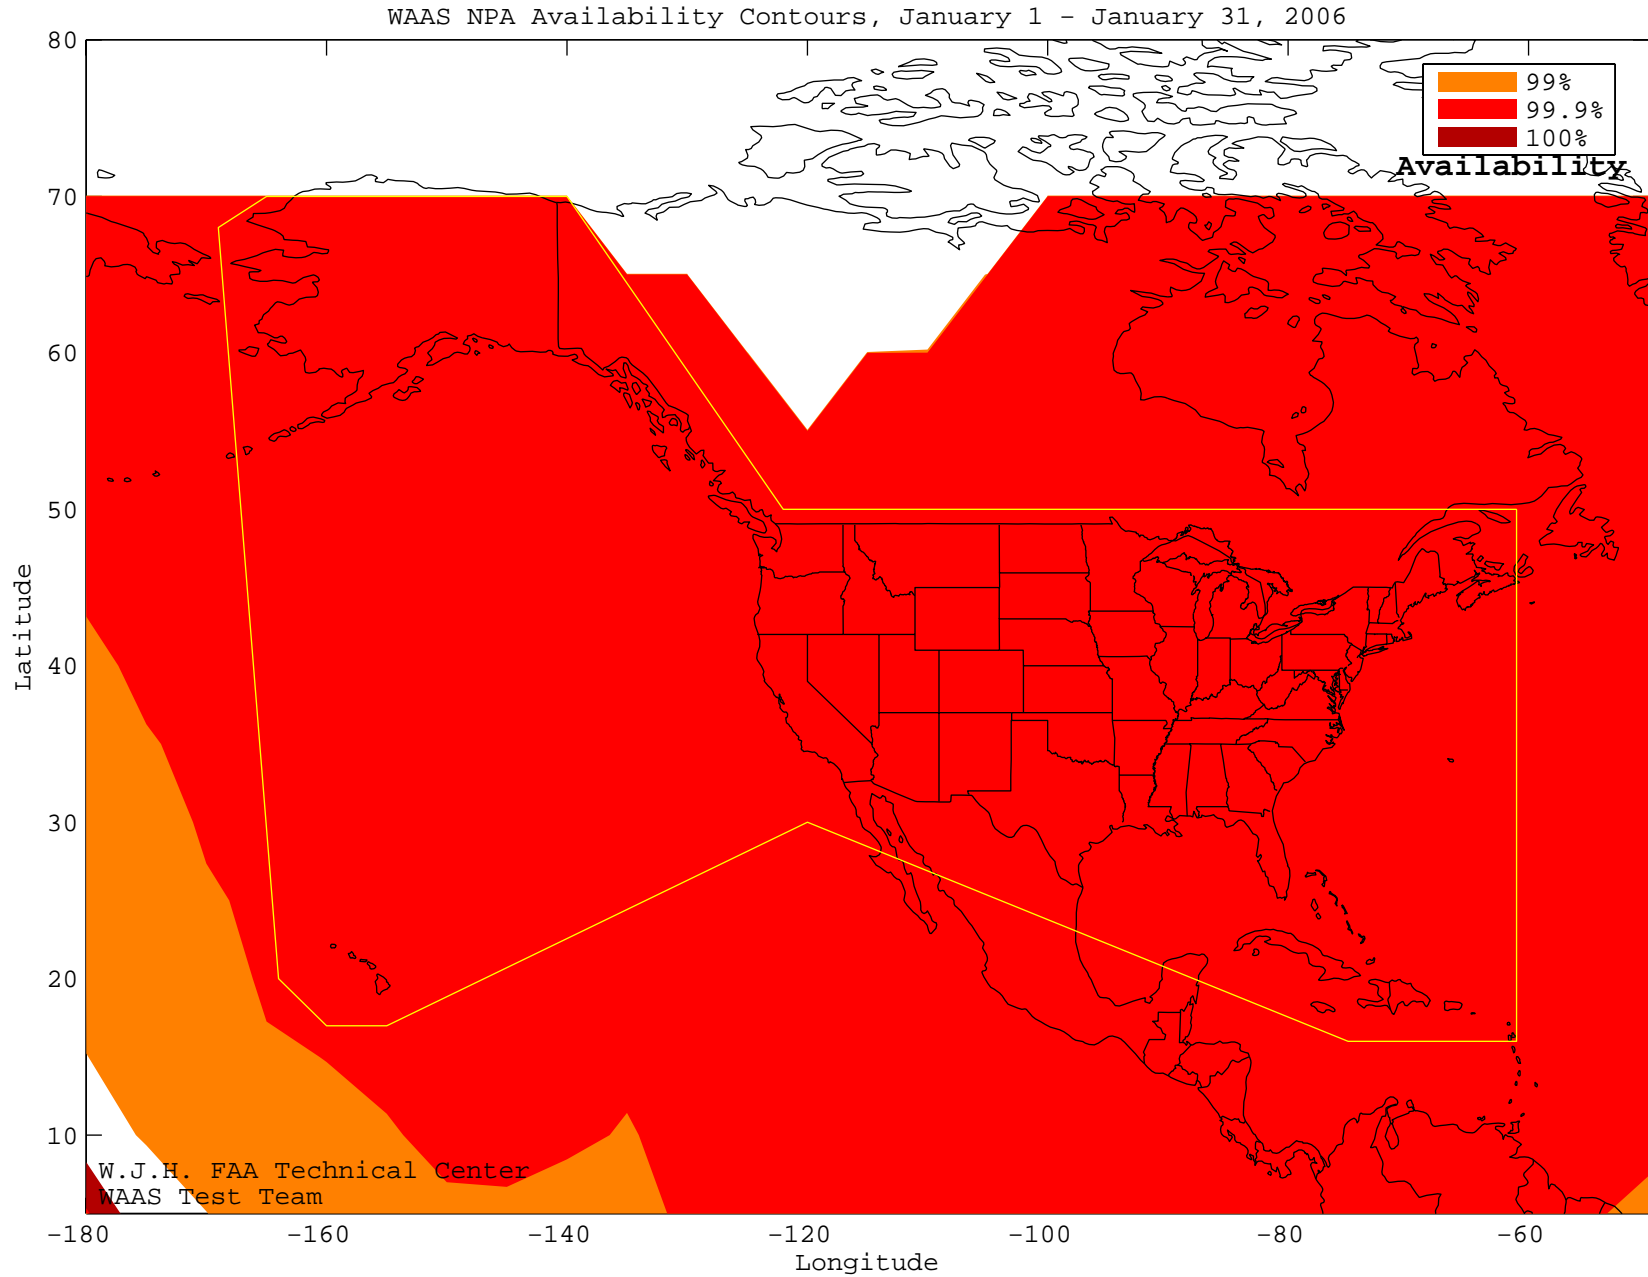 WAAS NPA Availability Contours, January 1 - January 31, 2006
80
70
60
50
40
30
20
10
Latitude
99%
99.9%
100%
Availability
W.J.H. FAA Technical Center
WAAS Test Team
-180 -160 -140 -120 -100 -80 -60
Longitude